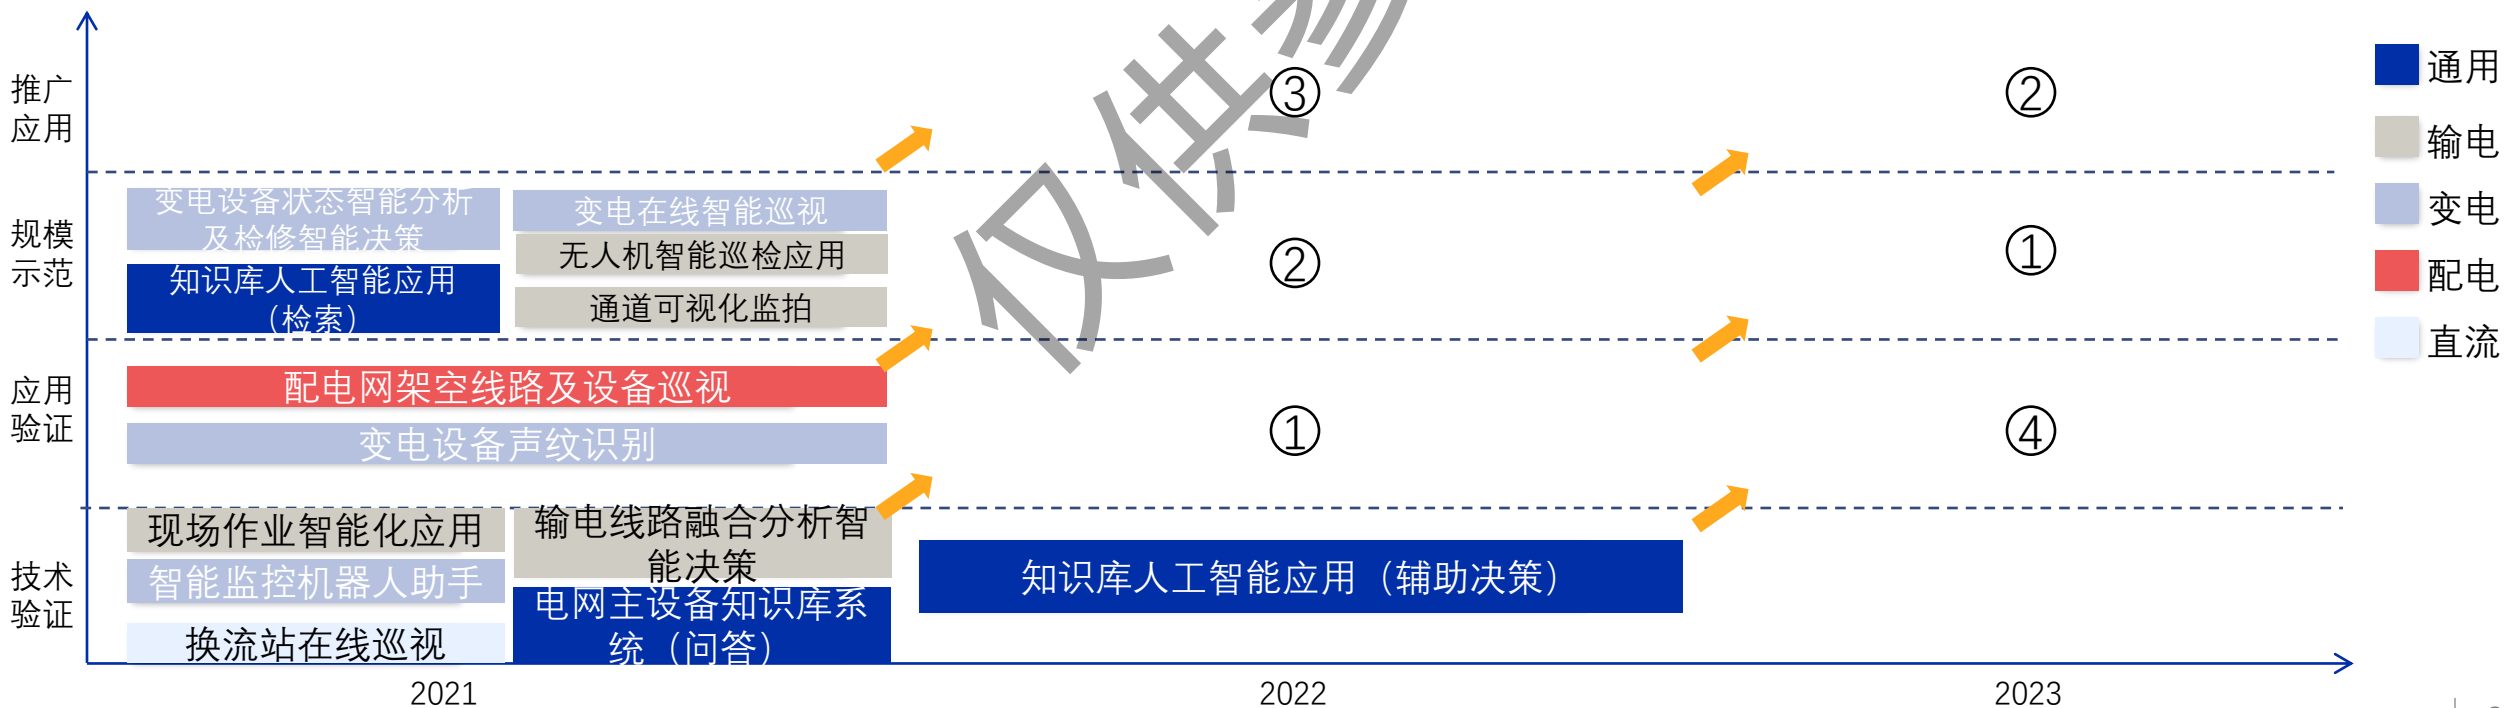 推广
应用
③
②
通用
输电
变电
配电
直流
规模
示范
变电设备状态智能分析
及检修智能决策
变电在线智能巡视
无人机智能巡检应用
知识库人工智能应用
（检索）
通道可视化监拍
②
①
应用
验证
配电网架空线路及设备巡视
变电设备声纹识别
①
④
技术
验证
现场作业智能化应用
输电线路融合分析智
能决策
智能监控机器人助手
电网主设备知识库系
统（问答）
换流站在线巡视
知识库人工智能应用（辅助决策）
2021
2022
2023
仅供